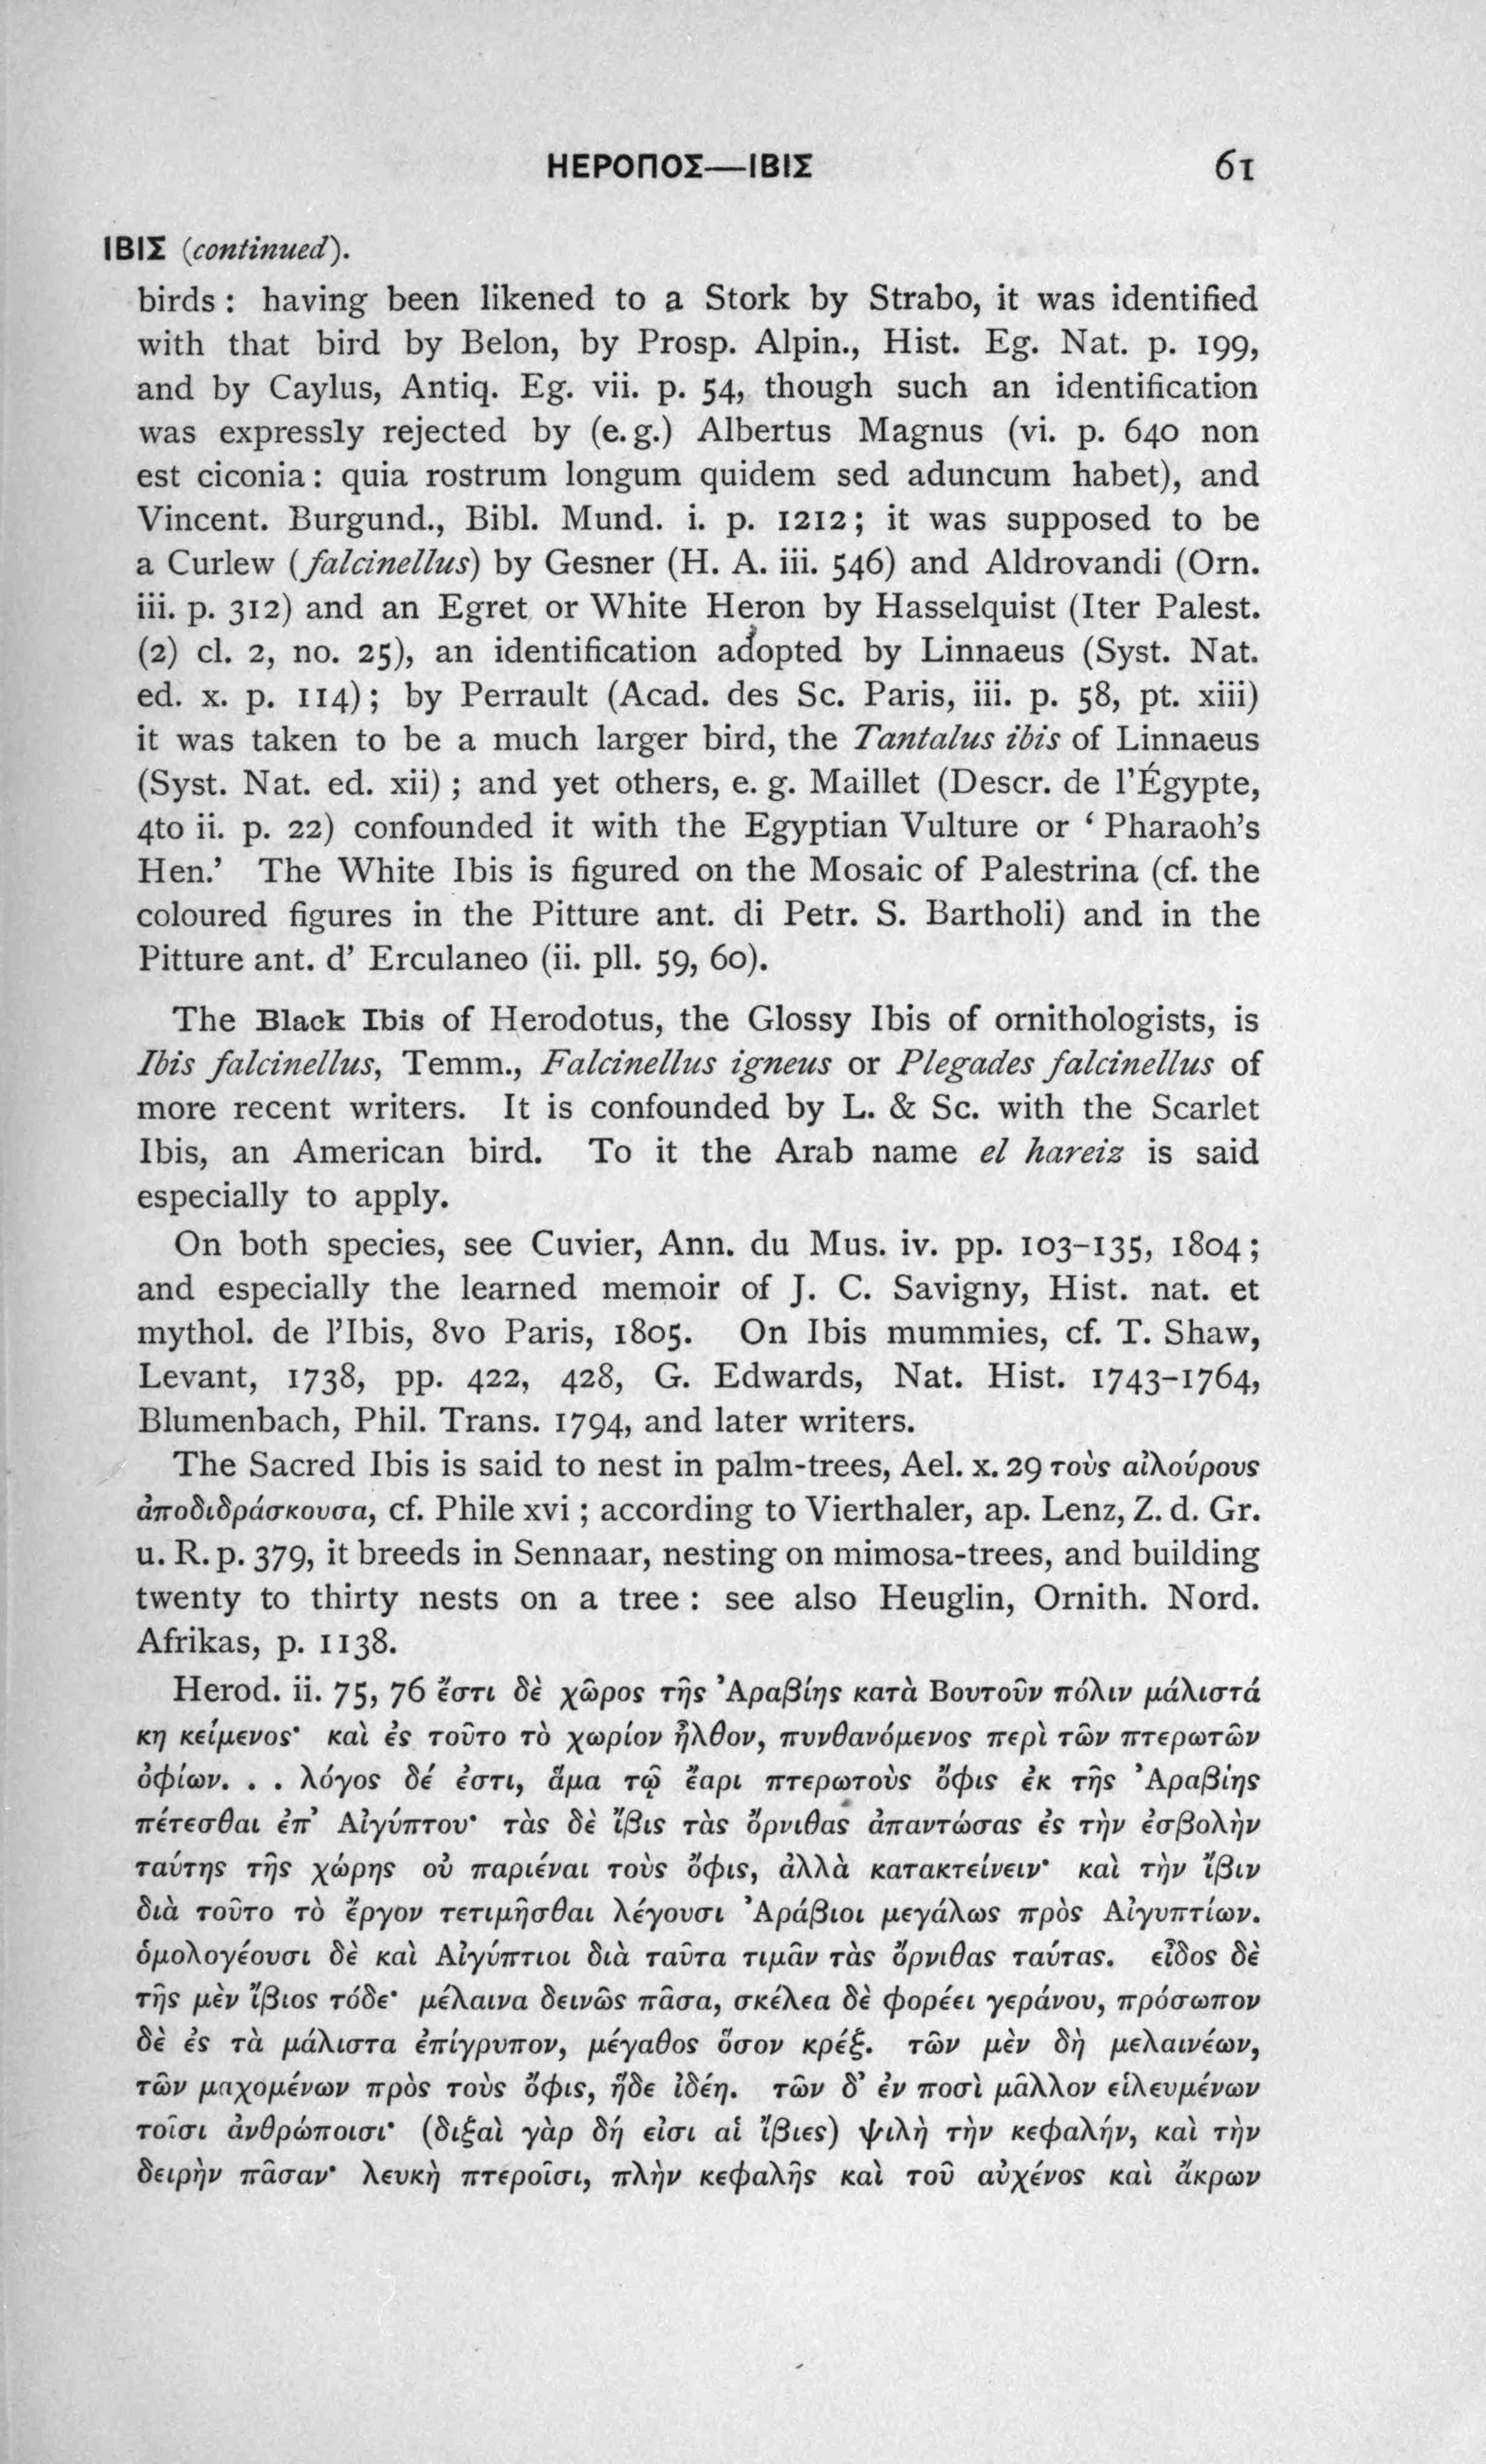 ΗΕΡΟΠΟΣ—ΙΒΙΣ 61
ΙΒΙΣ (continued).
birds : having been likened to a Stork by Strabo, it was identified
with that bird by Belon, by Prosp. Alpin., Hist. Eg. Nat. p. 199,
and by Caylus, Antiq. Eg. vii. p. 54, though such an identification
was expressly rejected by (e. g.) Albertus Magnus (vi. p. 640 non
est ciconia : quia rostrum longum quidem sed aduncum habet), and
Vincent. Burgund., Bibl. Mund. i. p. 1212 ; it was supposed to be
a Curlew (falcinellus) by Gesner (H. A. iii. 546) and Aldrovandi (Orn.
iii. p. 312) and an Egret or White Heron by Hasselquist (Iter Palest.
(2) cl. 2, no. 25), an identification adopted by Linnaeus (Syst. Nat.
ed. x. p. 114) ; by Perrault (Acad. des Sc. Paris, iii. p. 58, pt. xiii)
it was taken to be a much larger bird, the Tantalus ibis of Linnaeus
(Syst. Nat. ed. xii) ; and yet others, e. g. Maillet (Descr. de l'Égypte,
4to ii. p. 22) confounded it with the Egyptian Vulture or ‘ Pharaoh's
Hen.’ The White Ibis is figured on the Mosaic of Palestrina (cf. the
coloured figures in the Pitture ant. di Petr. S. Bartholi) and in the
Pitture ant. d' Erculaneo (ii. pll. 59, 60).
The Black Ibis of Herodotus, the Glossy Ibis of ornithologists, is
Ibis falcinellus, Temm., Falcinellus igneus or Plegades falcinellus of
more recent writers. It is confounded by L. & Sc. with the Scarlet
Ibis, an American bird. To it the Arab name el hareiz is said
especially to apply.
On both species, see Cuvier, Ann. du Mus. iv. pp. 103–135, 1804 ;
and especially the learned memoir of J. C. Savigny, Hist. nat. et
mythol. de l'Ibis, 8vo Paris, 1805. On Ibis mummies, cf. T. Shaw,
Levant, 1738, pp. 422, 428, G. Edwards, Nat. Hist. 1743–1764,
Blumenbach, Phil. Trans. 1794, and later writers.
The Sacred Ibis is said to nest in palm-trees, Ael. x. 29 τοὺς αἰλούρους
ἀποδιδράσκουσα, cf. Phile xvi ; according to Vierthaler, ap. Lenz, Z. d. Gr.
u. R. p. 379, it breeds in Sennaar, nesting on mimosa-trees, and building
twenty to thirty nests on a tree : see also Heuglin, Ornith. Nord.
Afrikas, p. 1138.
Herod. ii. 75, 76 ἔστι δὲ χῶρος τῆς Ἀραβίης κατὰ Βουτοῦν πόλιν μάλιστά
κη κείμενος· καὶ ἐς τοῦτο τὸ χωρίον ἦλθον, πυνθανόμενος περὶ τῶν πτερωτῶν
ὀφίων. . . λόγος δέ ἐστι, ἅμα τῷ ἔαρι πτερωτοὺς ὄφις ἐκ τῆς Ἀραβίης
πέτεσθαι ἐπ' Αἰγύπτου· τὰς δὲ ἴβις τὰς ὄρνιθας ἀπαντώσας ἐς τὴν ἐσβολὴν
ταύτης τῆς χώρης οὐ παριέναι τοὺς ὄφις, ἀλλὰ κατακτείνειν· καὶ τὴν ἴβιν
διὰ τοῦτο τὸ ἔργον τετιμῆσθαι λέγουσι Ἀράβιοι μεγάλως πρὸς Αἰγυπτίων.
ὁμολογέουσι δὲ καὶ Αἰγύπτιοι διὰ ταῦτα τιμᾶν τὰς ὄρνιθας ταύτας. εἶδος δὲ
τῆς μὲν ἴβιος τόδε· μέλαινα δεινῶς πᾶσα, σκέλεα δὲ φορέει γεράνου, πρόσωπον
δὲ ἐς τὰ μάλιστα ἐπίγρυπον, μέγαθος ὅσον κρέξ. τῶν μὲν δὴ μελαινέων,
τῶν μαχομένων πρὸς τοὺς ὄφις, ἥδε ἰδέη. τῶν δ' ἐν ποσὶ μᾶλλον εἱλευμένων
τοῖσι ἀνθρώποισι· (διξαὶ γὰρ δή εἰσι αἱ ἴβιες) ψιλὴ τὴν κεφαλήν, καὶ τὴν
δειρὴν πᾶσαν· λευκὴ πτεροῖσι, πλὴν κεφαλῆς καὶ τοῦ αὐχένος καὶ ἄκρων